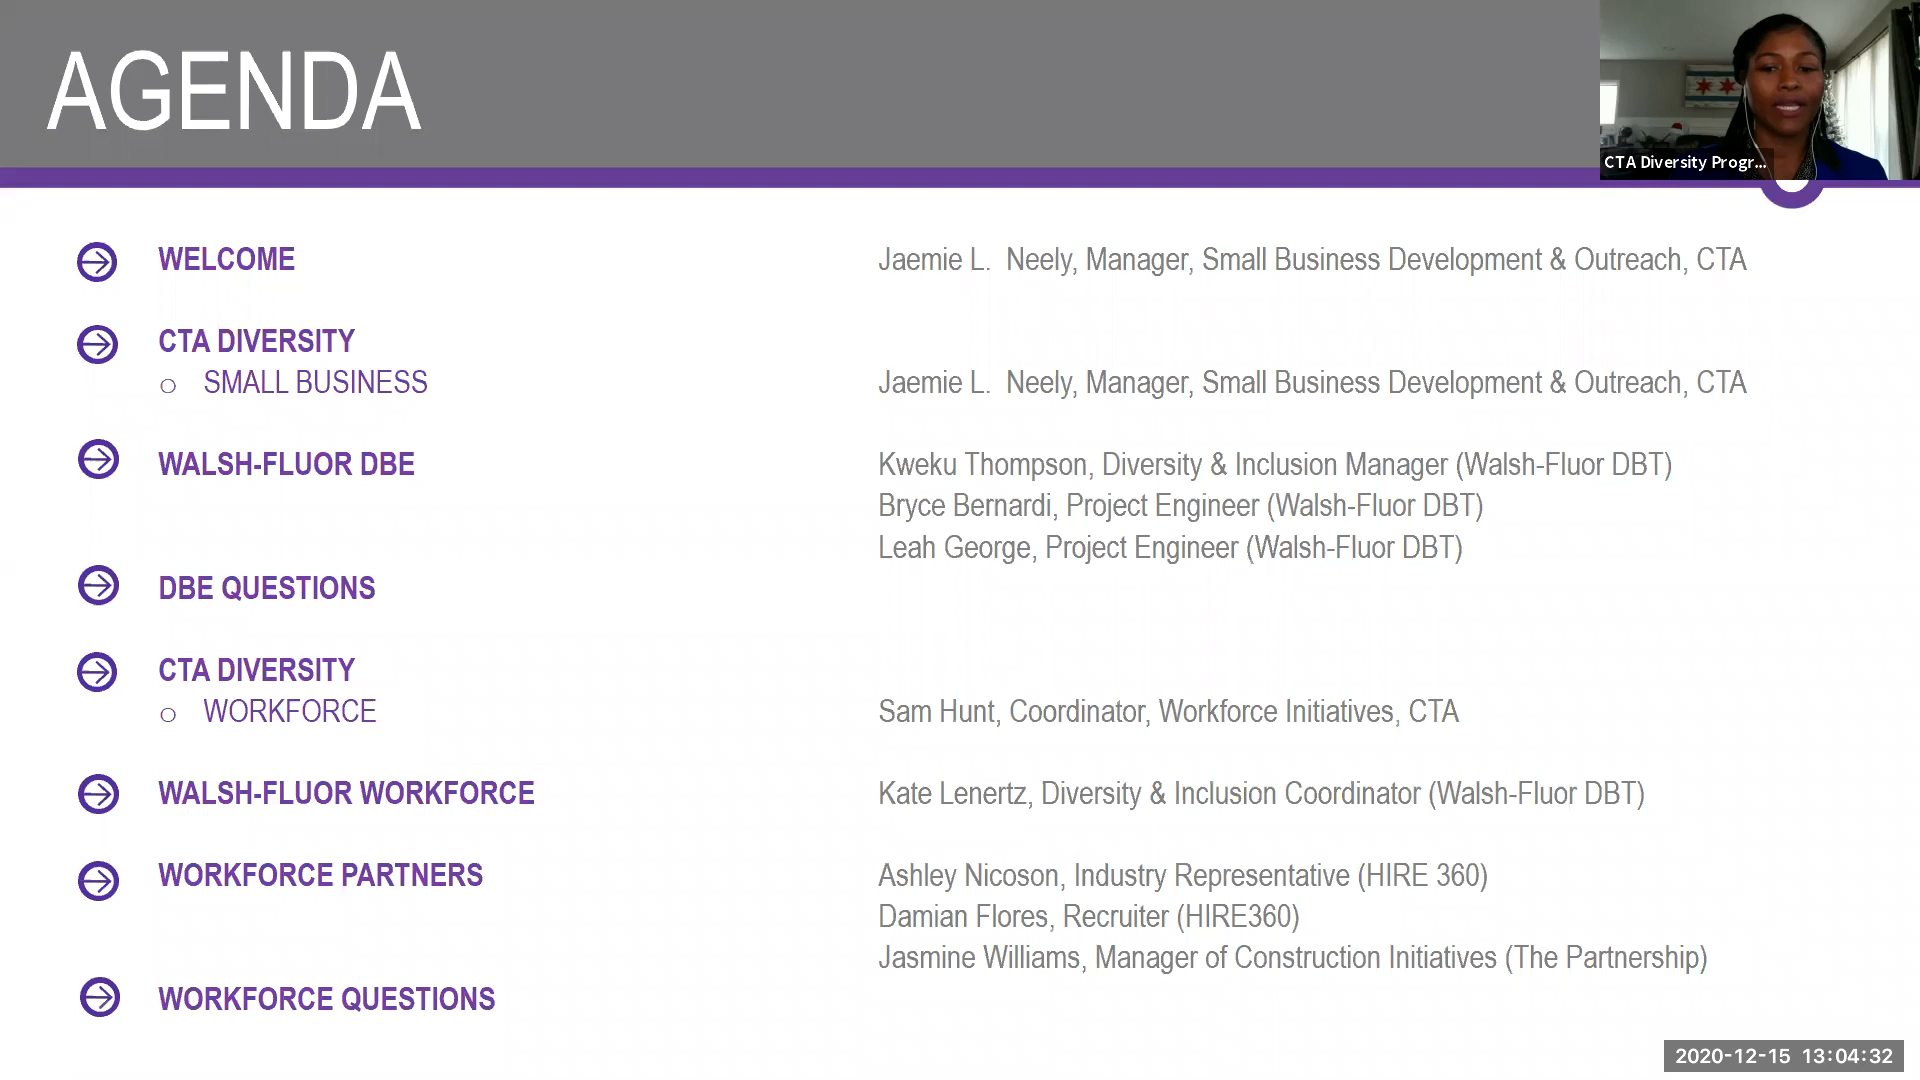 AGENDA
CTA Diversity Progr...
WELCOME
Jaemie L. Neely, Manager, Small Business Development & Outreach, CTA
CTA DIVERSITY
o SMALL BUSINESS
Jaemie L. Neely, Manager, Small Business Development & Outreach, CTA
WALSH-FLUOR DBE
Kweku Thompson, Diversity & Inclusion Manager (Walsh-Fluor DBT)
Bryce Bernardi, Project Engineer (Walsh-Fluor DBT)
Leah George, Project Engineer (Walsh-Fluor DBT)
DBE QUESTIONS
CTA DIVERSITY
o WORKFORCE
Sam Hunt, Coordinator, Workforce Initiatives, CTA
WALSH-FLUOR WORKFORCE
Kate Lenertz, Diversity & Inclusion Coordinator (Walsh-Fluor DBT)
WORKFORCE PARTNERS
Ashley Nicoson, Industry Representative (HIRE 360)
Damian Flores, Recruiter (HIRE360)
Jasmine Williams, Manager of Construction Initiatives (The Partnership)
WORKFORCE QUESTIONS
2020-12-15 13:04:32